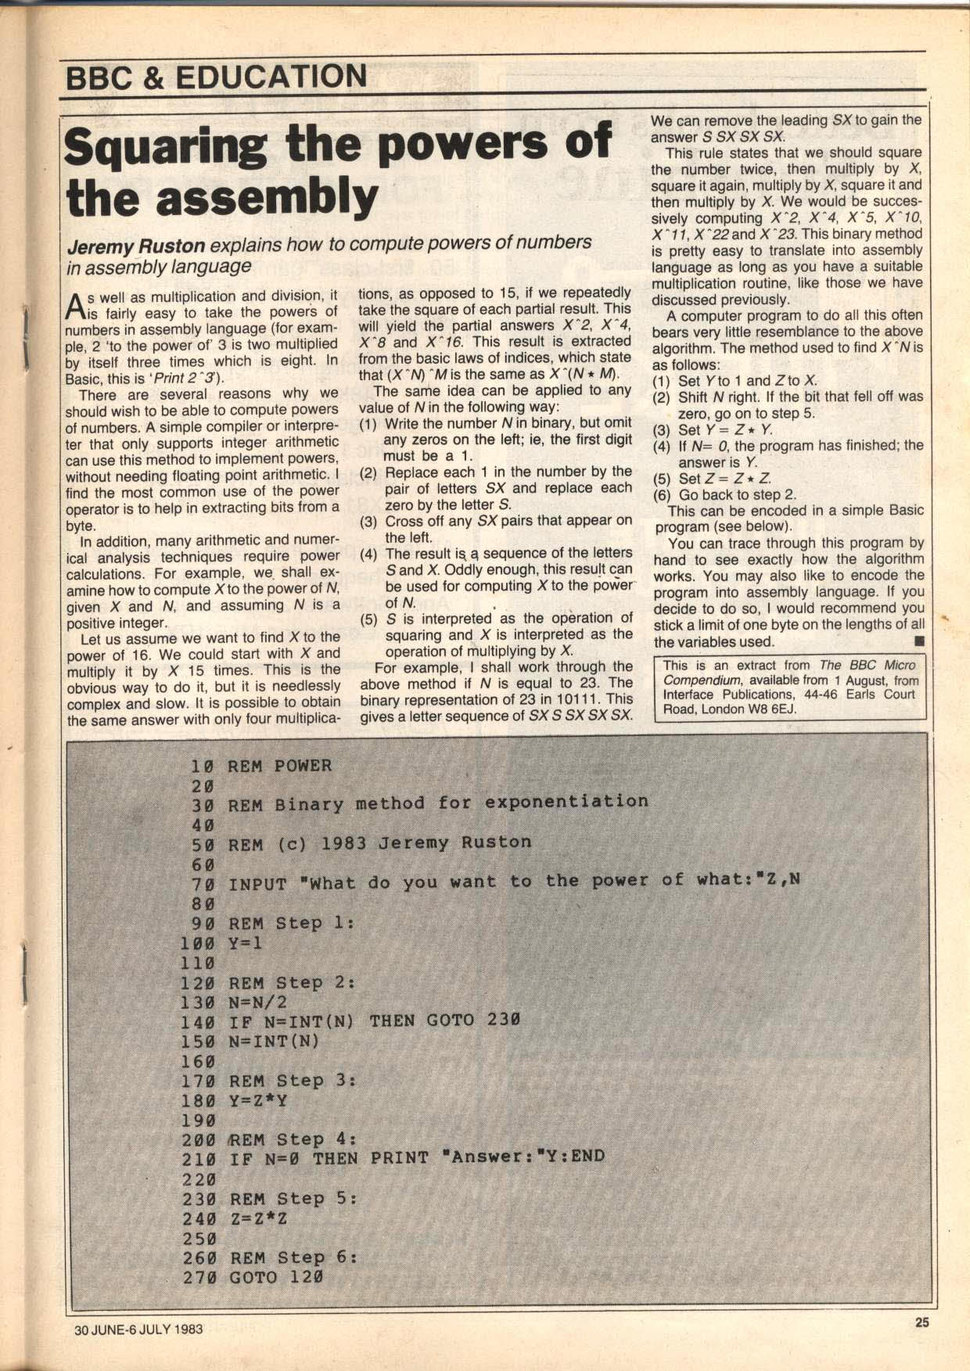 BBC & EDUCATION
Squaring the powers of
the assembly
Jeremy Ruston explains how to compute powers of numbers
in assembly language
As well as multiplication and division, it
is fairly easy to take the powers of
numbers in assembly language (for exam-
ple, 2 'to the power of' 3 is two multiplied
by itself three times which is eight. In
Basic, this is 'Print 2ˆ3').
There are several reasons why we
should wish to be able to compute powers
of numbers. A simple compiler or interpre-
ter that only supports integer arithmetic
can use this method to implement powers,
without needing floating point arithmetic. I
find the most common use of the power
operator is to help in extracting bits from a
byte.
In addition, many arithmetic and numer-
ical analysis techniques require power
calculations. For example, we shall ex-
amine how to compute X to the power of N,
given X and N, and assuming N is a
positive integer.
Let us assume we want to find X to the
power of 16. We could start with X and
multiply it by X 15 times. This is the
obvious way to do it, but it is needlessly
complex and slow. It is possible to obtain
the same answer with only four multiplica-
tions, as opposed to 15, if we repeatedly
take the square of each partial result. This
will yield the partial answers Xˆ2, Xˆ4,
Xˆ8 and Xˆ16. This result is extracted
from the basic laws of indices, which state
that (XˆN)ˆM is the same as Xˆ(N * M).
The same idea can be applied to any
value of N in the following way:
(1) Write the number N in binary, but omit
any zeros on the left; ie, the first digit
must be a 1.
(2) Replace each 1 in the number by the
pair of letters SX and replace each
zero by the letter S.
(3) Cross off any SX pairs that appear on
the left.
(4) The result is a sequence of the letters
S and X. Oddly enough, this result can
be used for computing X to the power
of N.
(5) S is interpreted as the operation of
squaring and X is interpreted as the
operation of multiplying by X.
For example, I shall work through the
above method if N is equal to 23. The
binary representation of 23 in 10111. This
gives a letter sequence of SX S SX SX SX.
We can remove the leading SX to gain the
answer S SX SX SX.
This rule states that we should square
the number twice, then multiply by X,
square it again, multiply by X, square it and
then multiply by X. We would be succes-
sively computing Xˆ2, Xˆ4, Xˆ5, Xˆ10,
Xˆ11, Xˆ22 and Xˆ23. This binary method
is pretty easy to translate into assembly
language as long as you have a suitable
multiplication routine, like those we have
discussed previously.
A computer program to do all this often
bears very little resemblance to the above
algorithm. The method used to find XˆN is
as follows:
(1) Set Y to 1 and Z to X.
(2) Shift N right. If the bit that fell off was
zero, go on to step 5.
(3) Set Y = Z * Y.
(4) If N= 0, the program has finished; the
answer is Y.
(5) Set Z = Z * Z.
(6) Go back to step 2.
This can be encoded in a simple Basic
program (see below).
You can trace through this program by
hand to see exactly how the algorithm
works. You may also like to encode the
program into assembly language. If you
decide to do so, I would recommend you
stick a limit of one byte on the lengths of all
the variables used. ■
This is an extract from The BBC Micro
Compendium, available from 1 August, from
Interface Publications, 44-46 Earls Court
Road, London W8 6EJ.
10 REM POWER
20
30 REM Binary method for exponentiation
40
50 REM (c) 1983 Jeremy Ruston
60
70 INPUT "What do you want to the power of what:"Z,N
80
90 REM Step 1:
100 Y=1
110
120 REM Step 2:
130 N=N/2
140 IF N=INT(N) THEN GOTO 230
150 N=INT(N)
160
170 REM Step 3:
180 Y=Z*Y
190
200 REM Step 4:
210 IF N=0 THEN PRINT "Answer:"Y:END
220
230 REM Step 5:
240 Z=Z*Z
250
260 REM Step 6:
270 GOTO 120
30 JUNE-6 JULY 1983
25